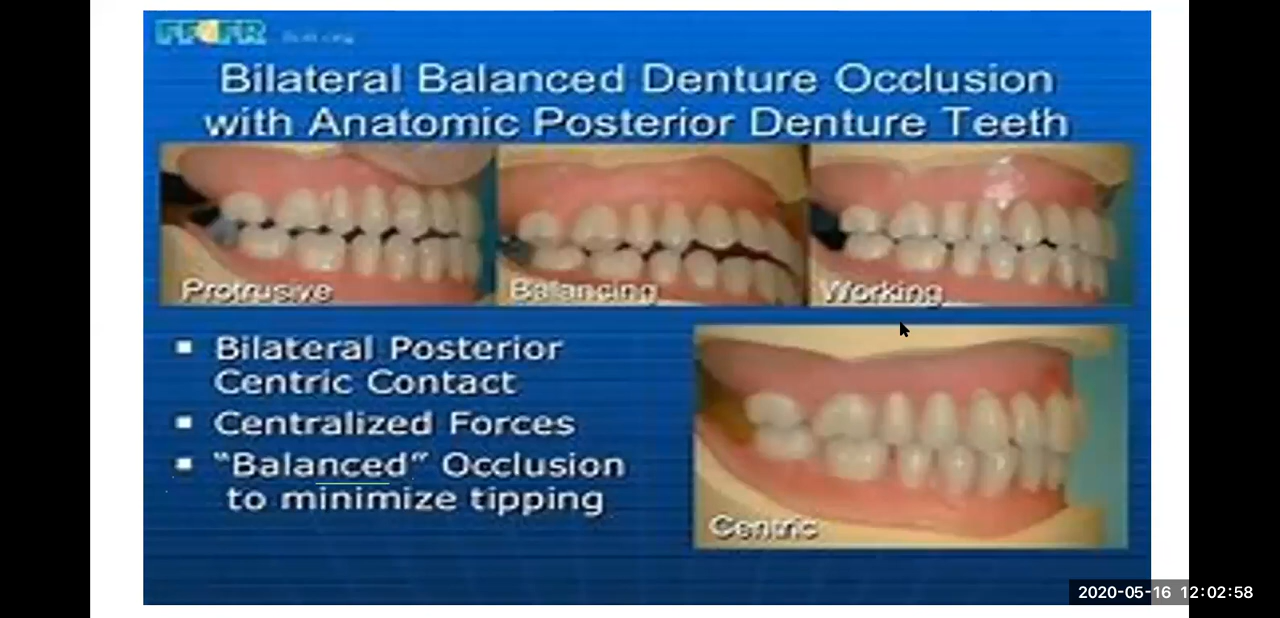 FFOFR
Bilateral Balanced Denture Occlusion
with Anatomic Posterior Denture Teeth
Protrusive
Balancing
Working
▪ Bilateral Posterior
Centric Contact
▪ Centralized Forces
▪ “Balanced” Occlusion
to minimize tipping
Centric
2020-05-16 12:02:58